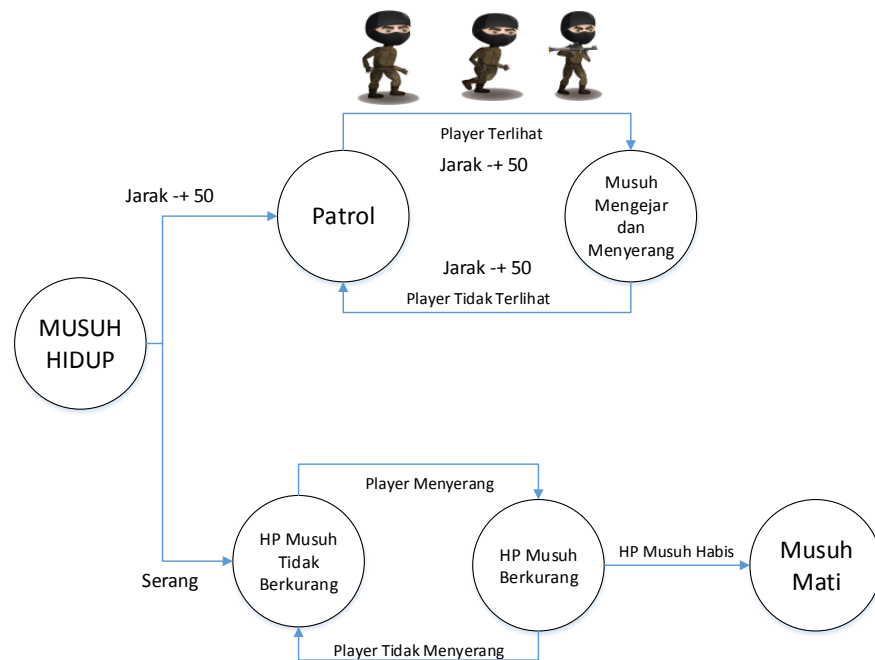 Player Terlihat
Jarak -+ 50
Jarak -+ 50
Patrol
Musuh
Mengejar
dan
Menyerang
Jarak -+ 50
Player Tidak Terlihat
MUSUH
HIDUP
Player Menyerang
HP Musuh
Tidak
Berkurang
HP Musuh
Berkurang
HP Musuh Habis
Musuh
Mati
Serang
Player Tidak Menyerang